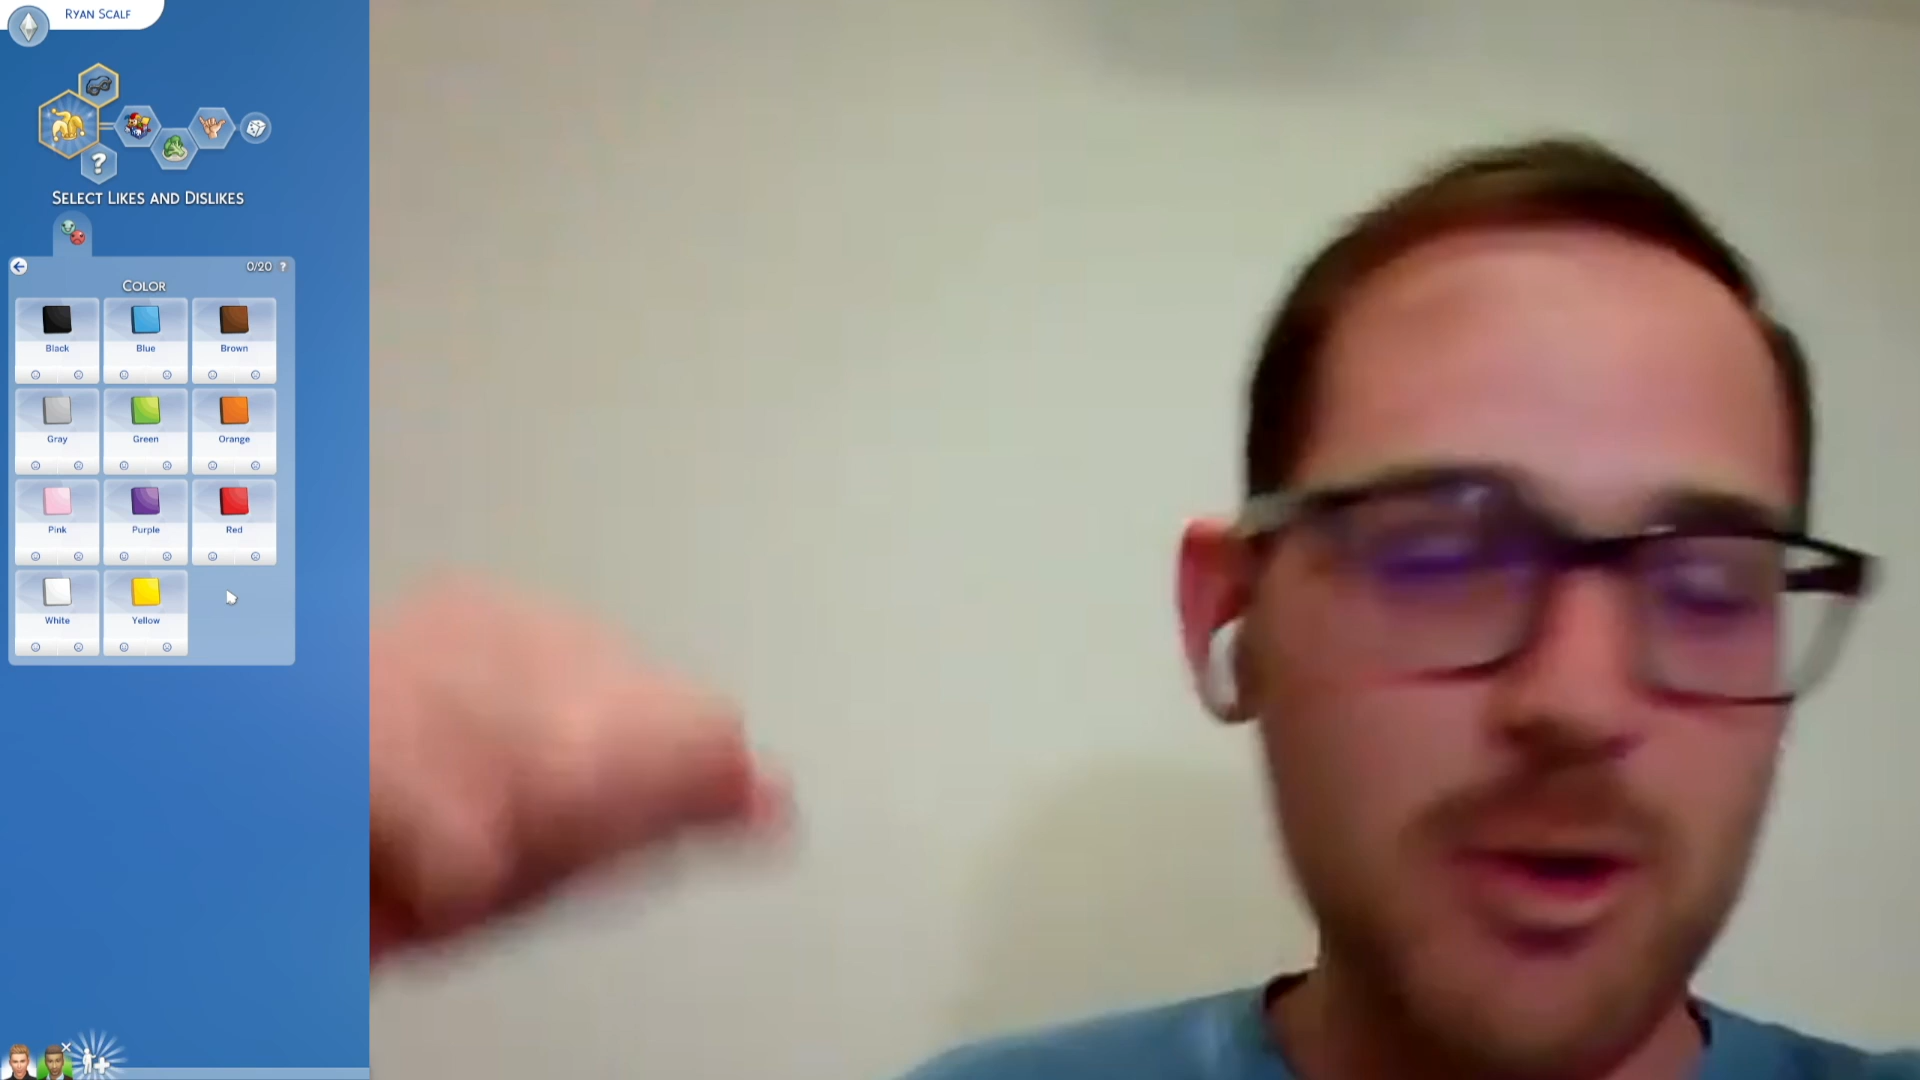 Ryan Scalf
?
Select Likes and Dislikes
0/20 ?
Color
Black Blue Brown
Gray Green Orange
Pink Purple Red
White Yellow